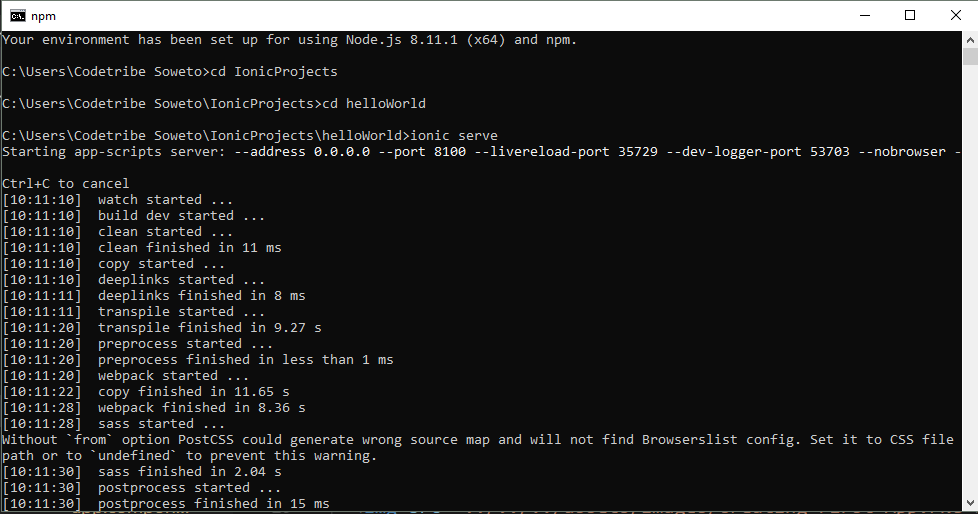 npm
Your environment has been set up for using Node.js 8.11.1 (x64) and npm.
C:\Users\Codetribe Soweto>cd IonicProjects
C:\Users\Codetribe Soweto\IonicProjects>cd helloWorld
C:\Users\Codetribe Soweto\IonicProjects\helloWorld>ionic serve
Starting app-scripts server: --address 0.0.0.0 --port 8100 --livereload-port 35729 --dev-logger-port 53703 --nobrowser -
Ctrl+C to cancel
[10:11:10]  watch started ...
[10:11:10]  build dev started ...
[10:11:10]  clean started ...
[10:11:10]  clean finished in 11 ms
[10:11:10]  copy started ...
[10:11:10]  deeplinks started ...
[10:11:11]  deeplinks finished in 8 ms
[10:11:11]  transpile started ...
[10:11:20]  transpile finished in 9.27 s
[10:11:20]  preprocess started ...
[10:11:20]  preprocess finished in less than 1 ms
[10:11:20]  webpack started ...
[10:11:22]  copy finished in 11.65 s
[10:11:28]  webpack finished in 8.36 s
[10:11:28]  sass started ...
Without `from` option PostCSS could generate wrong source map and will not find Browserslist config. Set it to CSS file
path or to `undefined` to prevent this warning.
[10:11:30]  sass finished in 2.04 s
[10:11:30]  postprocess started ...
[10:11:30]  postprocess finished in 15 ms